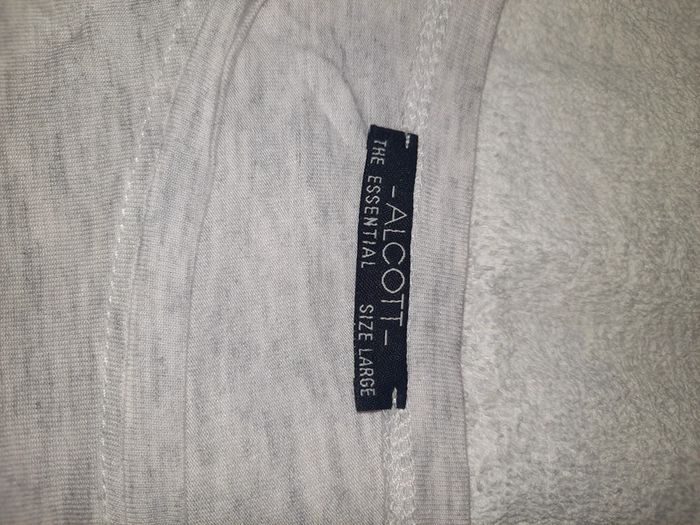 -ALCOTT-
THE ESSENTIAL SIZE LARGE